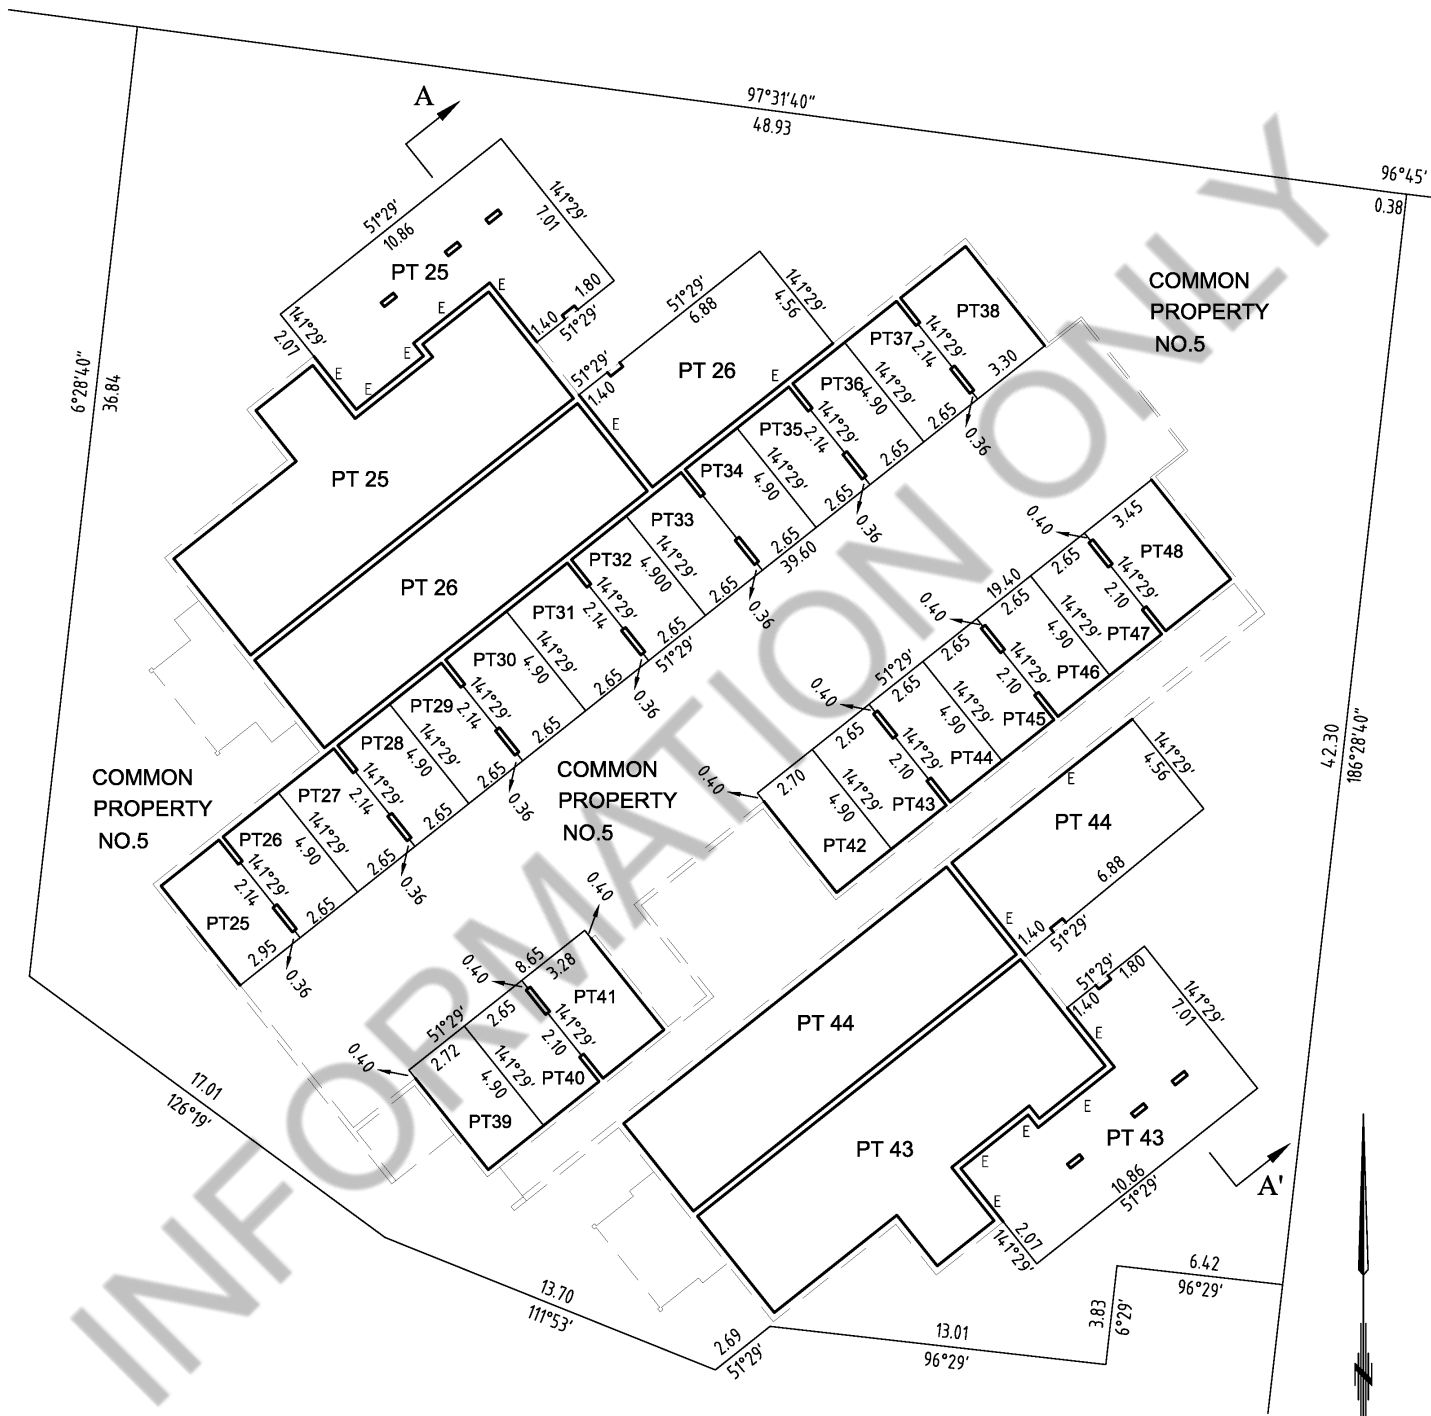 97°31'40"
48.93
96°45'
0.38
A
51°29'
10.86
141°29'
7.01
PT 25
1.80
1.40
51°29'
141°29'
2.07
E
E
E
E
E
6°28'40"
36.84
51°29'
6.88
141°29'
4.56
51°29'
1.40
PT 26
E
E
COMMON
PROPERTY
NO.5
PT38
PT37
141°29'
2.14
3.30
PT36
141°29'
4.90
2.65
2.65
0.36
PT35
141°29'
2.14
PT34
141°29'
4.90
2.65
2.65
0.36
PT33
39.60
PT32
141°29'
4.900
2.65
2.65
0.36
PT31
141°29'
2.14
51°29'
PT30
141°29'
4.90
2.65
2.65
0.36
PT29
141°29'
2.14
PT28
141°29'
4.90
2.65
2.65
0.36
PT27
141°29'
2.14
PT26
141°29'
4.90
2.65
2.65
0.36
141°29'
2.14
PT25
2.95
0.36
PT 25
PT 26
COMMON
PROPERTY
NO.5
COMMON
PROPERTY
NO.5
0.40
3.45
PT48
2.65
141°29'
2.10
19.40
2.65
141°29'
4.90
PT47
0.40
2.65
141°29'
2.10
PT46
51°29'
2.65
141°29'
4.90
PT45
0.40
2.65
141°29'
2.10
PT44
0.40
2.70
141°29'
4.90
PT43
PT42
42.30
186°28'40"
0.40
8.65
3.28
0.40
PT41
51°29'
2.65
141°29'
2.10
0.40
2.72
141°29'
4.90
PT40
PT39
E
141°29'
4.56
PT 44
6.88
E
1.40
51°29'
PT 44
51°29'
1.80
1.40
141°29'
7.01
E
E
E
E
E
PT 43
PT 43
10.86
51°29'
2.07
141°29'
A'
17.01
126°19'
13.70
111°53'
2.69
51°29'
13.01
96°29'
3.83
6°29'
6.42
96°29'
N
INFORMATION ONLY